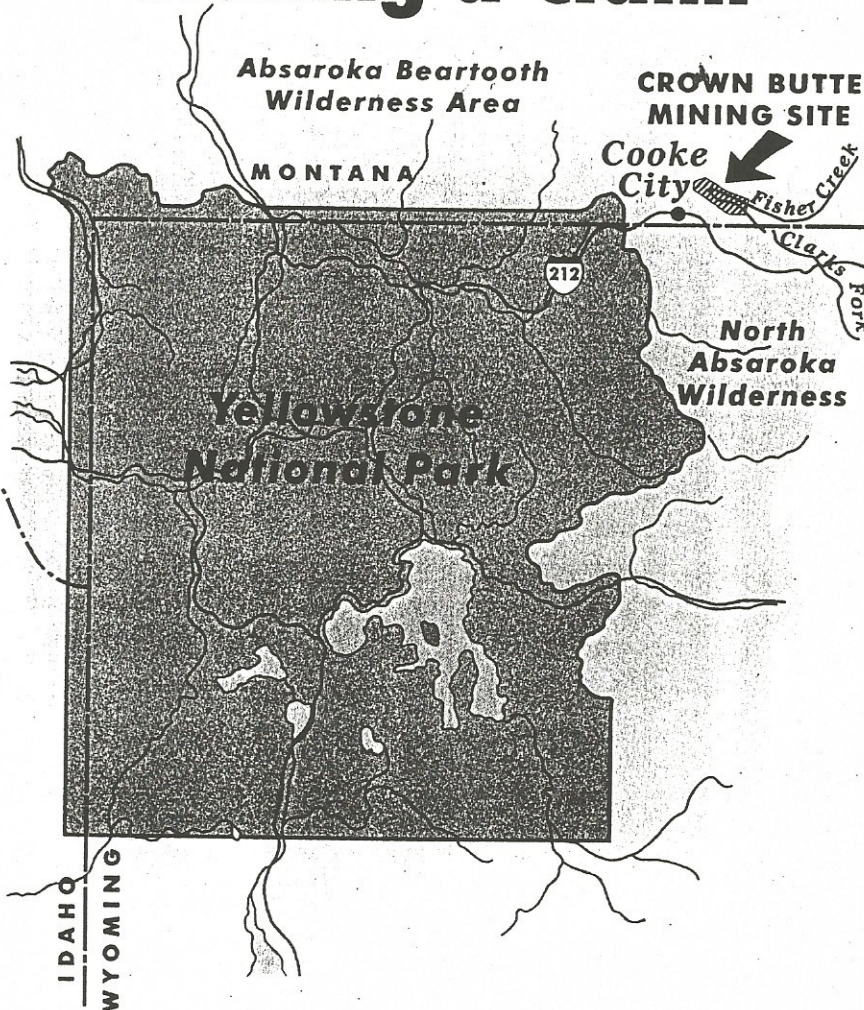 Absaroka Beartooth
Wilderness Area
CROWN BUTTE
MINING SITE
MONTANA
Cooke
City
Fisher Creek
Clarks Fork
212
North
Absaroka
Wilderness
Yellowstone
National Park
IDAHO
WYOMING